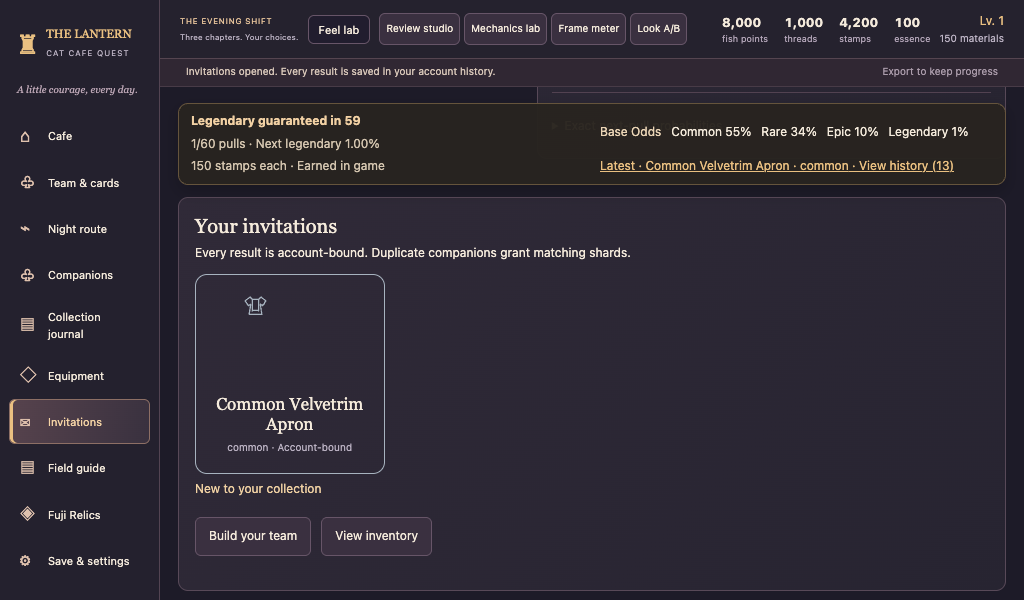 THE LANTERN
CAT CAFE QUEST
A little courage, every day.
Cafe
Team & cards
Night route
Companions
Collection
journal
Equipment
Invitations
Field guide
Fuji Relics
Save & settings
THE EVENING SHIFT
Three chapters. Your choices.
Feel lab
Review studio
Mechanics lab
Frame meter
Look A/B
8,000
fish points
1,000
threads
4,200
stamps
100
essence
Lv. 1
150 materials
Invitations opened. Every result is saved in your account history.
Export to keep progress
Legendary guaranteed in 59
1/60 pulls · Next legendary 1.00%
150 stamps each · Earned in game
Base Odds Common 55% Rare 34% Epic 10% Legendary 1%
Latest · Common Velvetrim Apron · common · View history (13)
Your invitations
Every result is account-bound. Duplicate companions grant matching shards.
Common Velvetrim
Apron
common · Account-bound
New to your collection
Build your team
View inventory